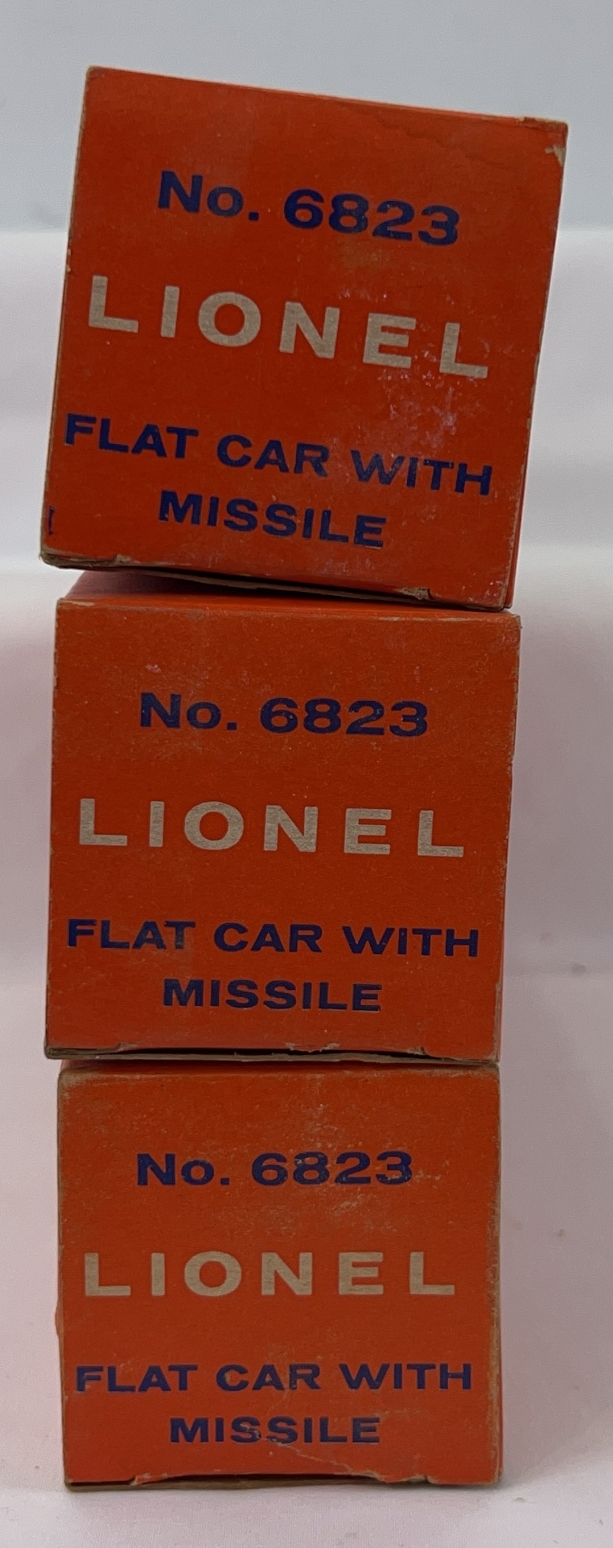 No. 6823
LIONEL
FLAT CAR WITH
MISSILE
No. 6823
LIONEL
FLAT CAR WITH
MISSILE
No. 6823
LIONEL
FLAT CAR WITH
MISSILE